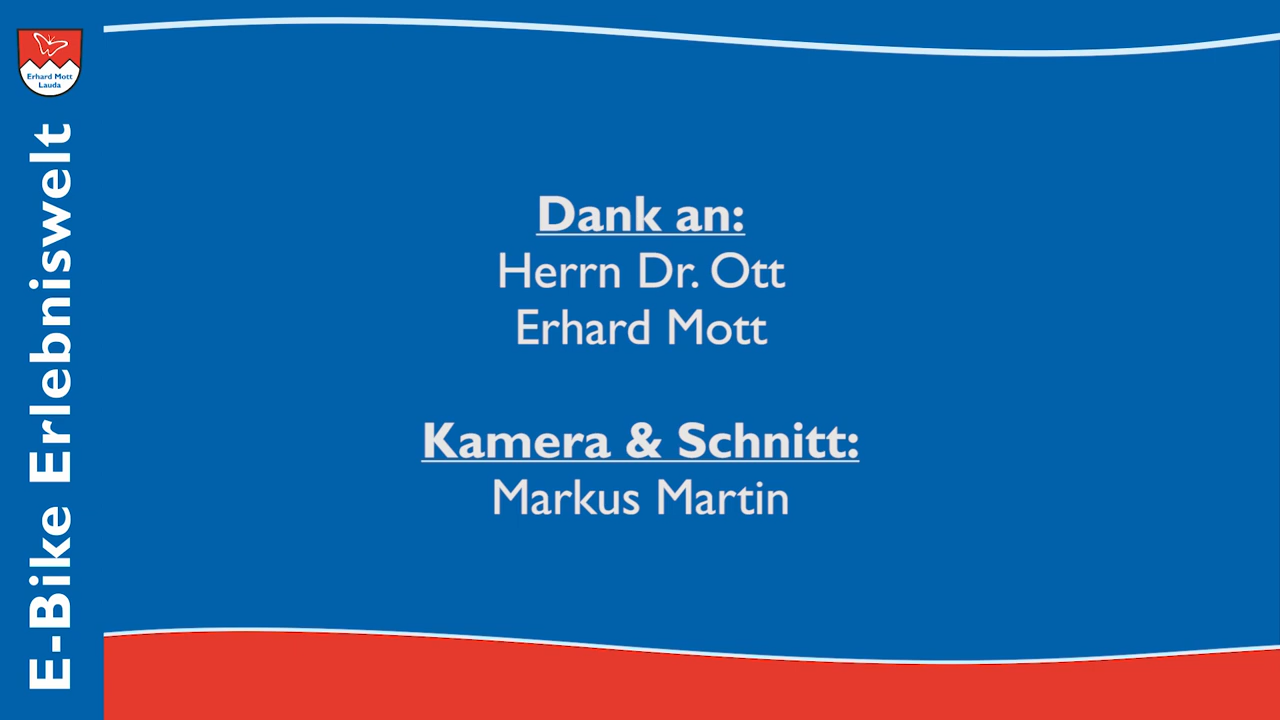 Erhard Mott
Lauda
E-Bike Erlebniswelt
Dank an:
Herrn Dr. Ott
Erhard Mott
Kamera & Schnitt:
Markus Martin